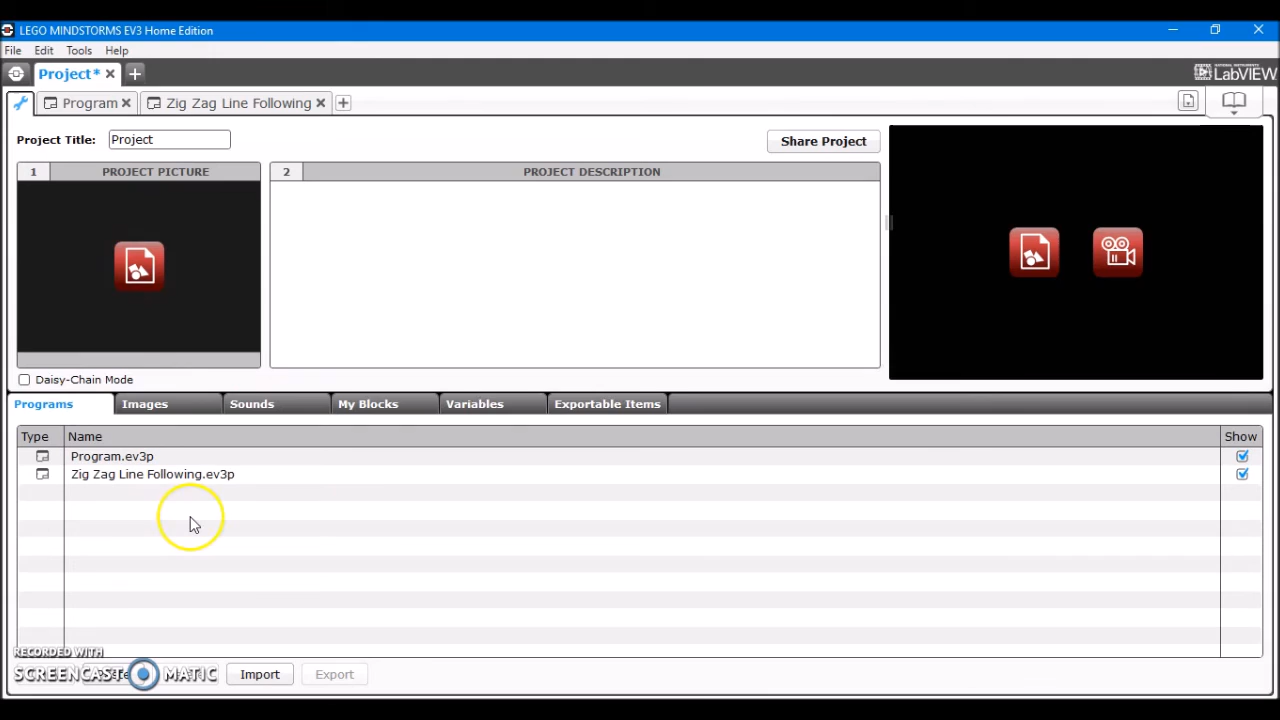 LEGO MINDSTORMS EV3 Home Edition
File Edit Tools Help
Project*
NATIONAL INSTRUMENTS LabVIEW
Program Zig Zag Line Following
Project Title: Project
Share Project
1 PROJECT PICTURE
2 PROJECT DESCRIPTION
Daisy-Chain Mode
Programs Images Sounds My Blocks Variables Exportable Items
Type Name Show
Program.ev3p
Zig Zag Line Following.ev3p
RECORDED WITH
SCREENCAST MATIC
Import Export